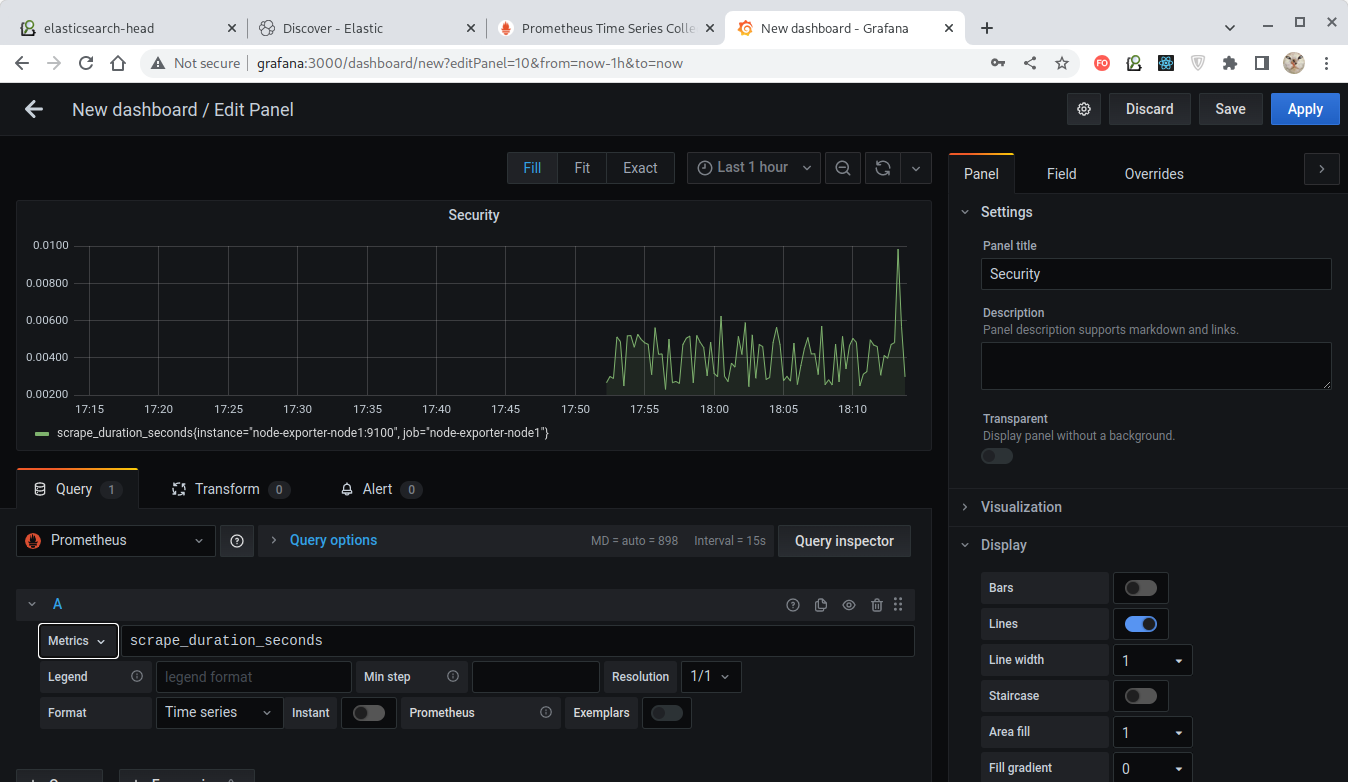 elasticsearch-head
Discover - Elastic
Prometheus Time Series Colle
New dashboard - Grafana
Not secure
grafana:3000/dashboard/new?editPanel=10&from=now-1h&to=now
FO
New dashboard / Edit Panel
Discard
Save
Apply
Fill
Fit
Exact
Last 1 hour
Panel
Field
Overrides
Security
0.0100
0.00800
0.00600
0.00400
0.00200
17:15
17:20
17:25
17:30
17:35
17:40
17:45
17:50
17:55
18:00
18:05
18:10
scrape_duration_seconds{instance="node-exporter-node1:9100", job="node-exporter-node1"}
Settings
Panel title
Security
Description
Panel description supports markdown and links.
Transparent
Display panel without a background.
Query 1
Transform 0
Alert 0
Prometheus
Query options
MD = auto = 898
Interval = 15s
Query inspector
A
Metrics
scrape_duration_seconds
Legend
legend format
Min step
Resolution
1/1
Format
Time series
Instant
Prometheus
Exemplars
Visualization
Display
Bars
Lines
Line width
1
Staircase
Area fill
1
Fill gradient
0